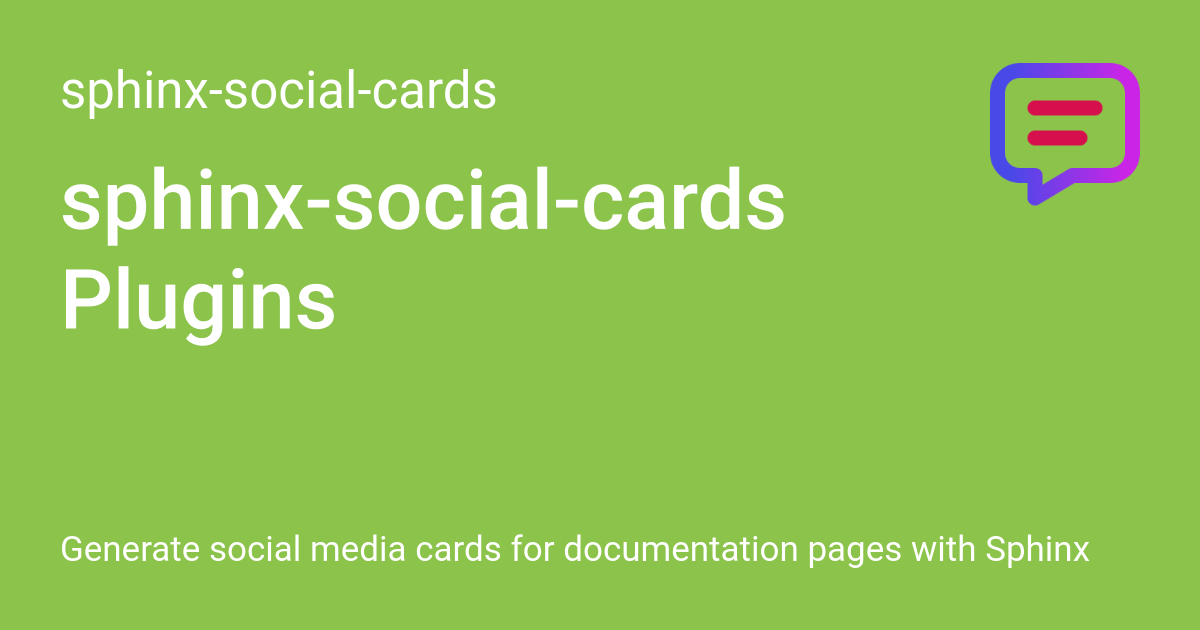 sphinx-social-cards
sphinx-social-cards
Plugins
Generate social media cards for documentation pages with Sphinx